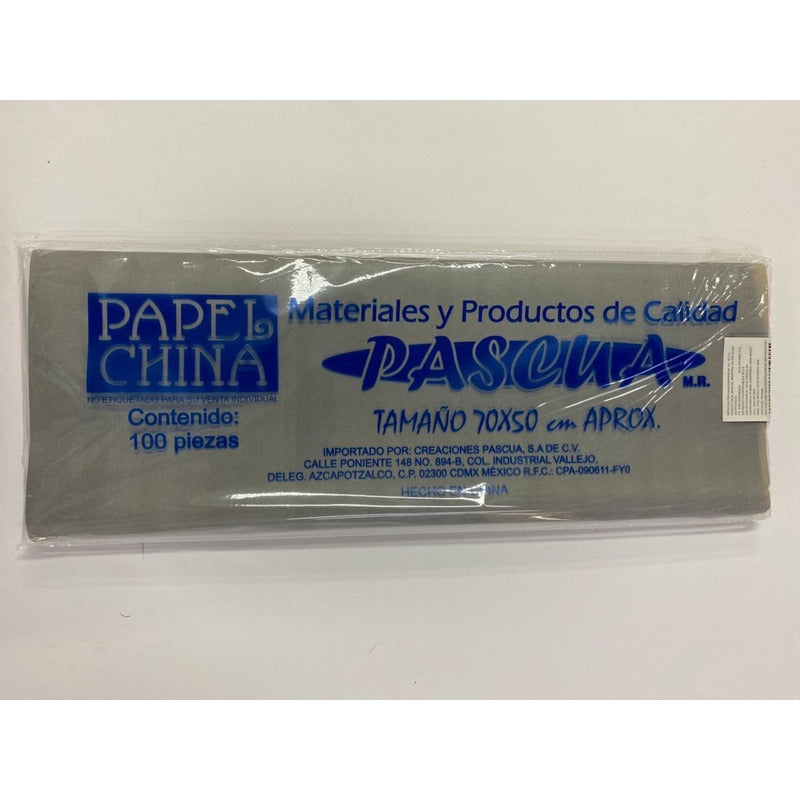 PAPEL
CHINA
NO ETIQUETADO PARA SU VENTA INDIVIDUAL
Contenido:
100 piezas
Materiales y Productos de Calidad
PASCUA M.R.
TAMAÑO 70X50 cm APROX.
IMPORTADO POR: CREACIONES PASCUA, S.A DE C.V.
CALLE PONIENTE 148 NO. 894-B, COL. INDUSTRIAL VALLEJO,
DELEG. AZCAPOTZALCO, C.P. 02300 CDMX MÉXICO R.F.C.: CPA-090611-FY0
HECHO EN CHINA